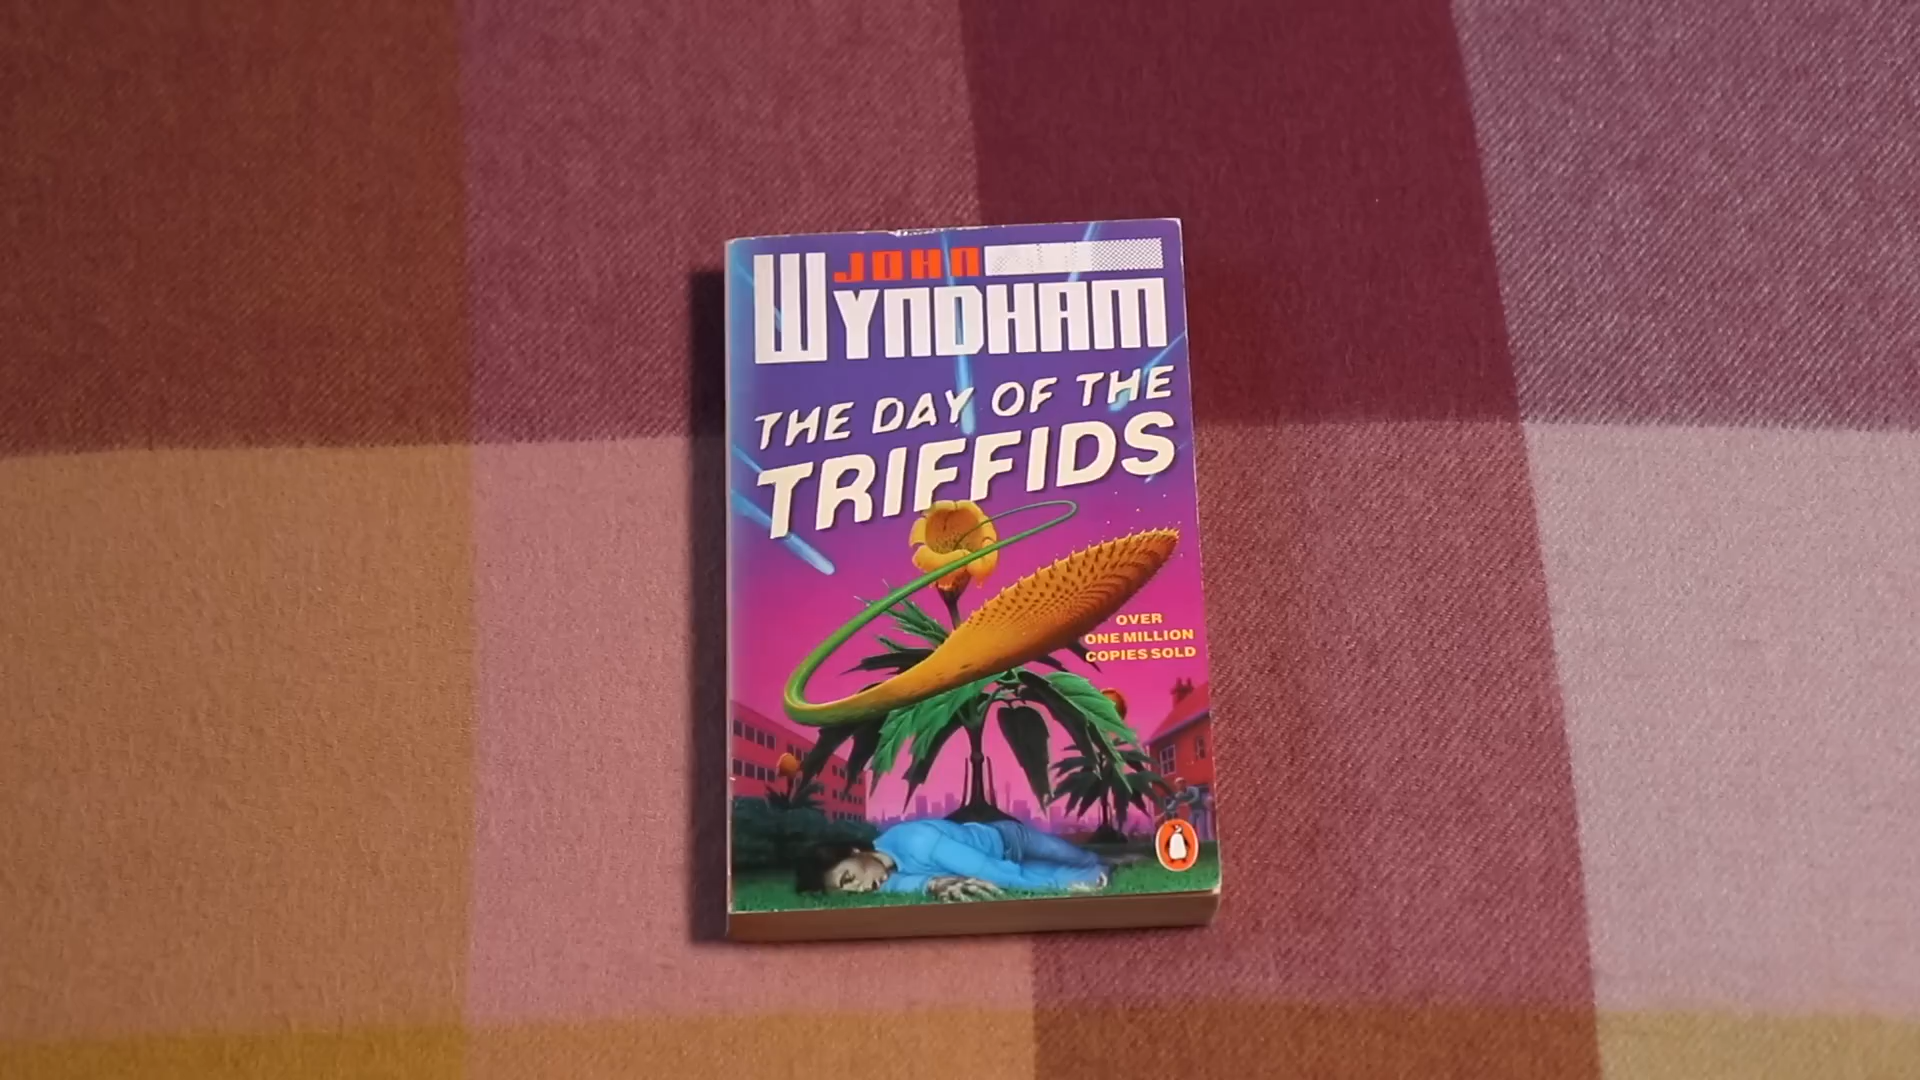 JOHN
WYNDHAM
THE DAY OF THE
TRIFFIDS
OVER
ONE MILLION
COPIES SOLD